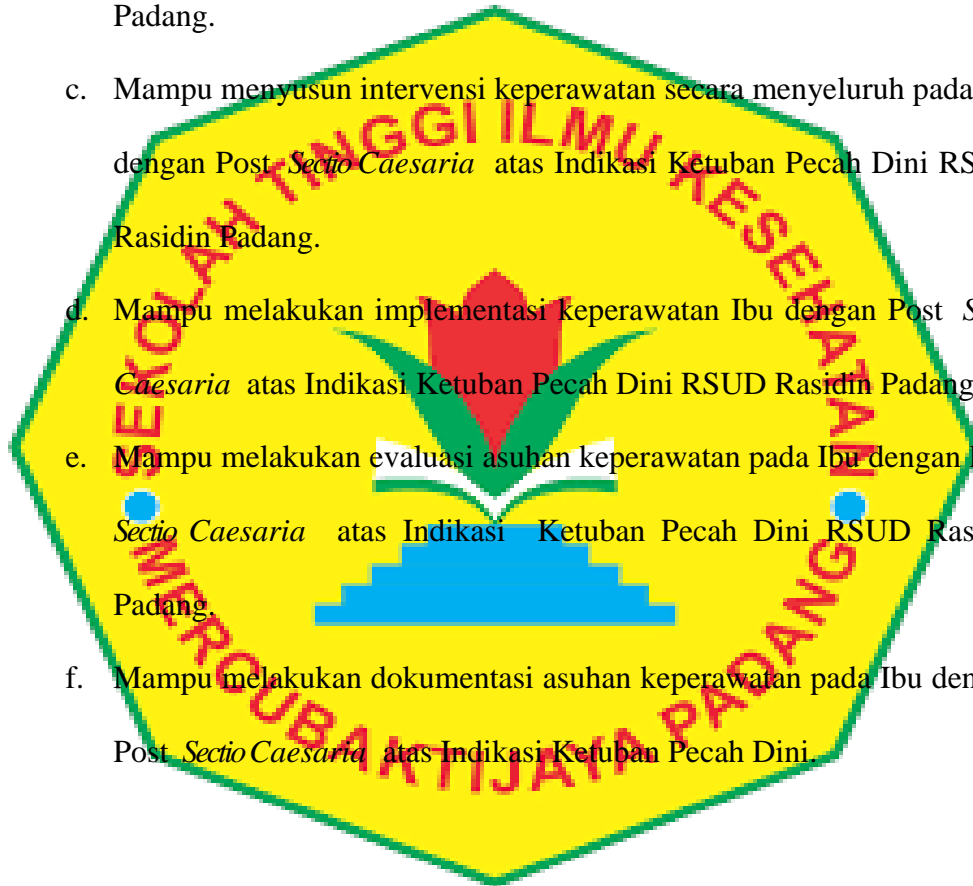 Padang.
c. Mampu menyusun intervensi keperawatan secara menyeluruh pada
dengan Post Sectio Caesaria atas Indikasi Ketuban Pecah Dini
Rasidin Padang.
d. Mampu melakukan implementasi keperawatan Ibu dengan Post
Caesaria atas Indikasi Ketuban Pecah Dini RSUD Rasidin Padang
e. Mampu melakukan evaluasi asuhan keperawatan pada Ibu dengan
Sectio Caesaria atas Indikasi Ketuban Pecah Dini RSUD
Padang.
f. Mampu melakukan dokumentasi asuhan keperawatan pada Ibu
Post Sectio Caesaria atas Indikasi Ketuban Pecah Dini.
SEKOLAH TINGGI ILMU KESEHATAN
MERCUBAKTIJAYA PADANG